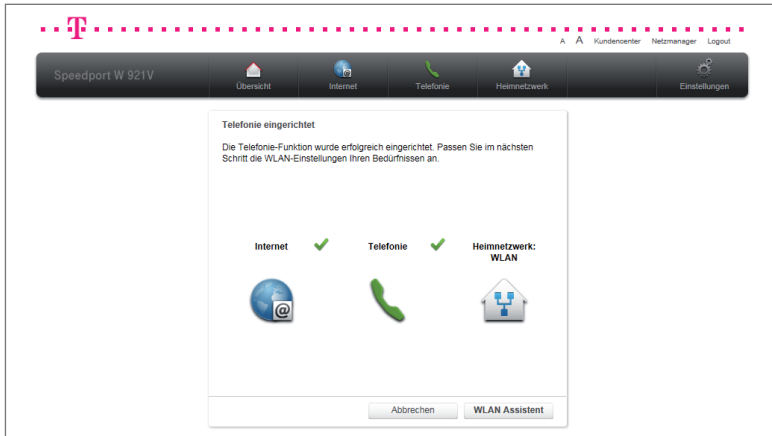 T
A A Kundencenter Netzmanager Logout
Speedport W 921V
Übersicht Internet Telefonie Heimnetzwerk Einstellungen
Telefonie eingerichtet
Die Telefonie-Funktion wurde erfolgreich eingerichtet. Passen Sie im nächsten
Schritt die WLAN-Einstellungen Ihren Bedürfnissen an.
Internet Telefonie Heimnetzwerk:
WLAN
@
Abbrechen WLAN Assistent